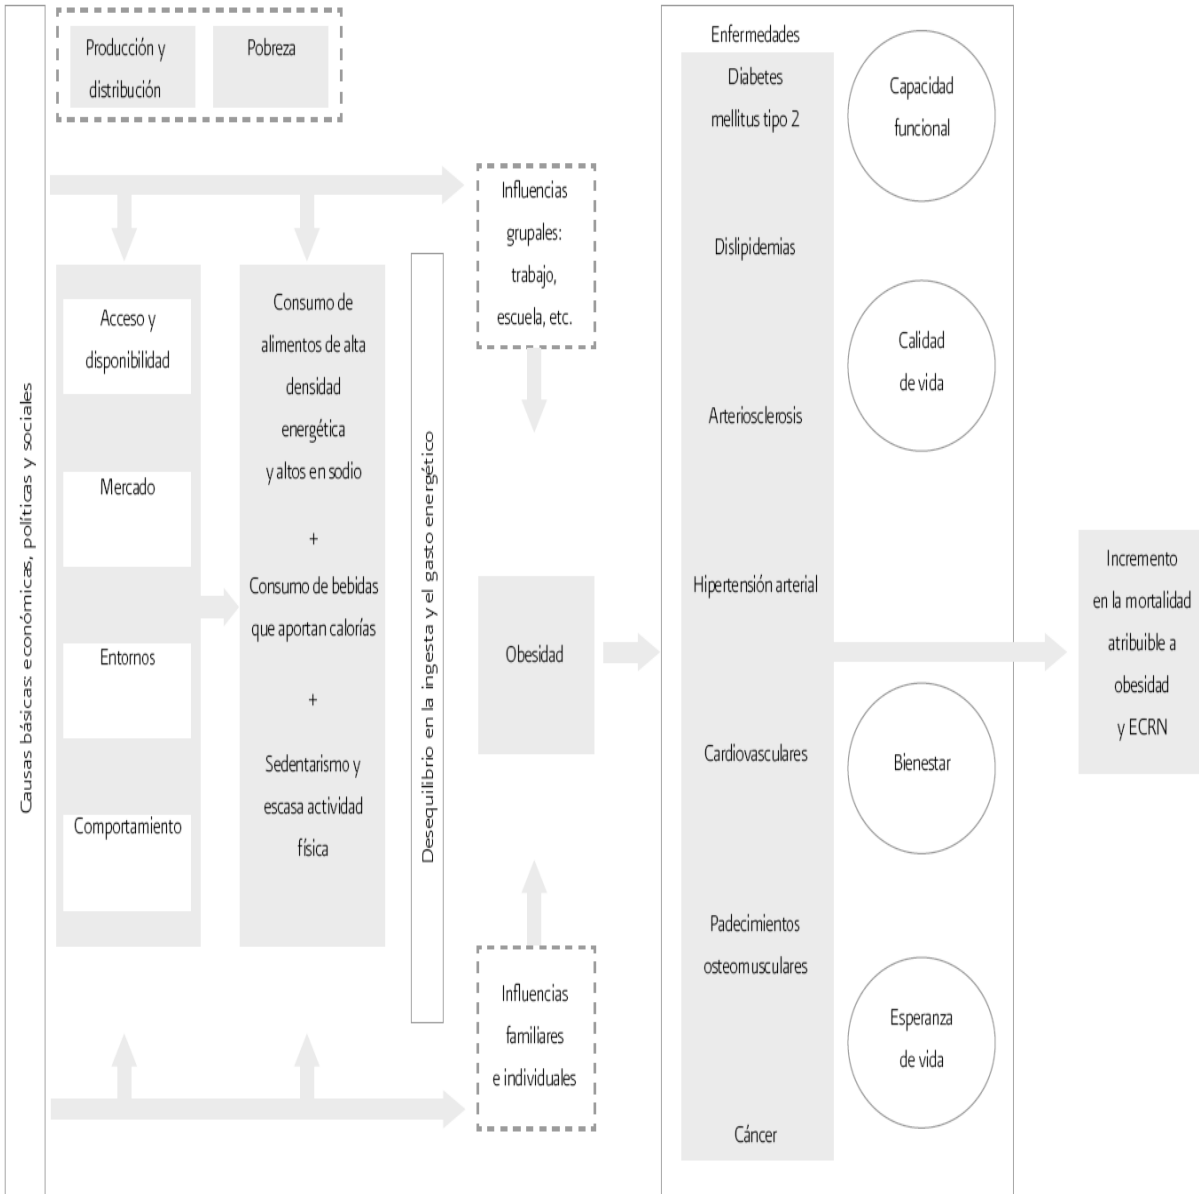 Causas básicas: económicas, políticas y sociales
Producción y
distribución
Pobreza
Acceso y
disponibilidad
Mercado
Entornos
Comportamiento
Consumo de
alimentos de alta
densidad
energética
y altos en sodio
+
Consumo de bebidas
que aportan calorías
+
Sedentarismo y
escasa actividad
física
Desequilibrio en la ingesta y el gasto energético
Influencias
grupales:
trabajo,
escuela, etc.
Obesidad
Influencias
familiares
e individuales
Enfermedades
Diabetes
mellitus tipo 2
Dislipidemias
Arteriosclerosis
Hipertensión arterial
Cardiovasculares
Padecimientos
osteomusculares
Cáncer
Capacidad
funcional
Calidad
de vida
Bienestar
Esperanza
de vida
Incremento
en la mortalidad
atribuible a
obesidad
y ECRN